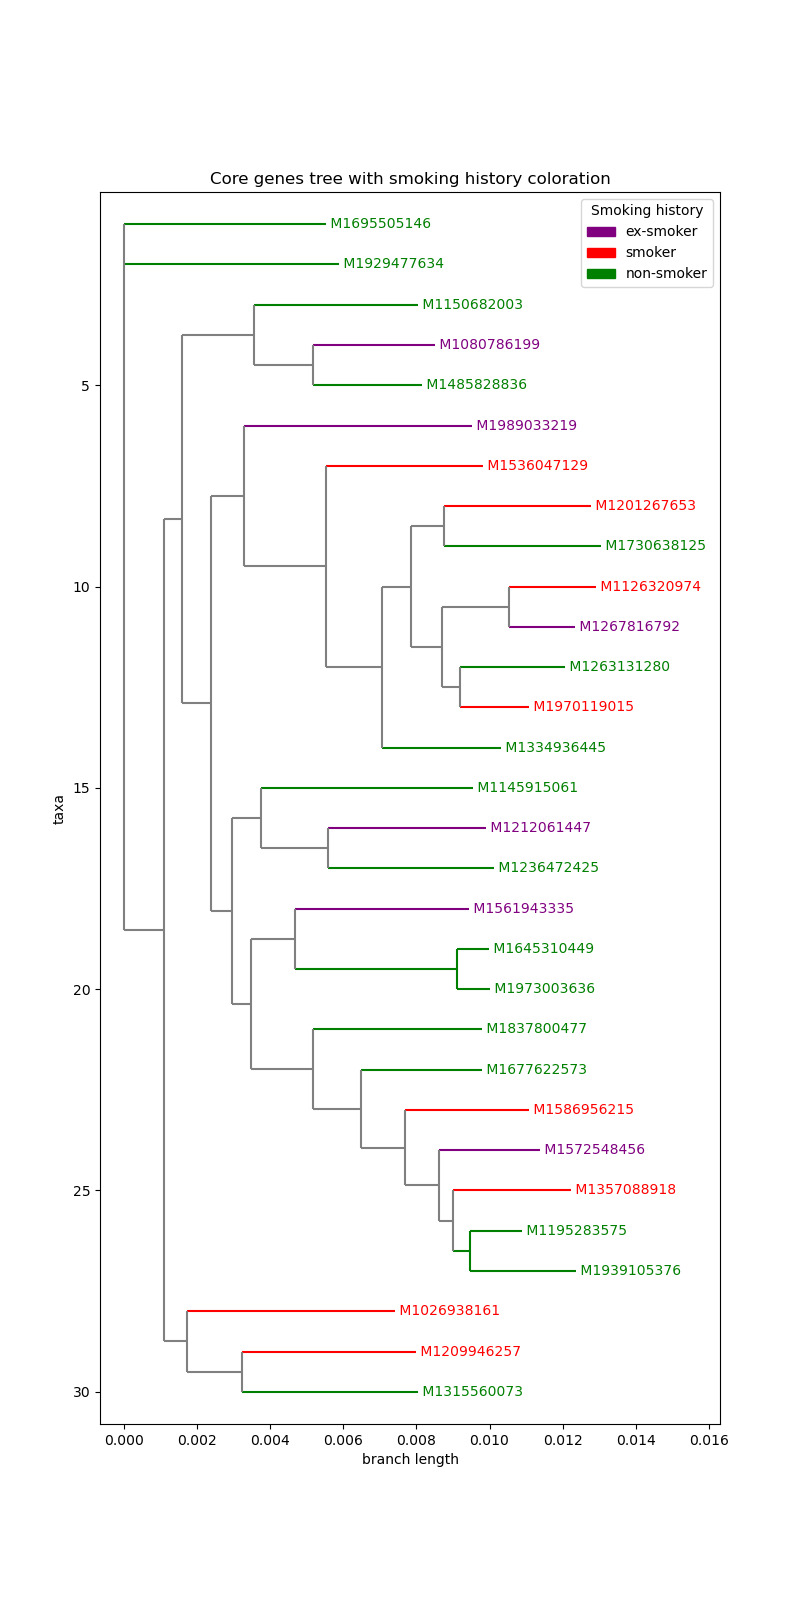 Core genes tree with smoking history coloration
Smoking history
ex-smoker
smoker
non-smoker
M1695505146
M1929477634
M1150682003
M1080786199
M1485828836
M1989033219
M1536047129
M1201267653
M1730638125
M1126320974
M1267816792
M1263131280
M1970119015
M1334936445
M1145915061
M1212061447
M1236472425
M1561943335
M1645310449
M1973003636
M1837800477
M1677622573
M1586956215
M1572548456
M1357088918
M1195283575
M1939105376
M1026938161
M1209946257
M1315560073
5
10
15
20
25
30
taxa
0.000 0.002 0.004 0.006 0.008 0.010 0.012 0.014 0.016
branch length